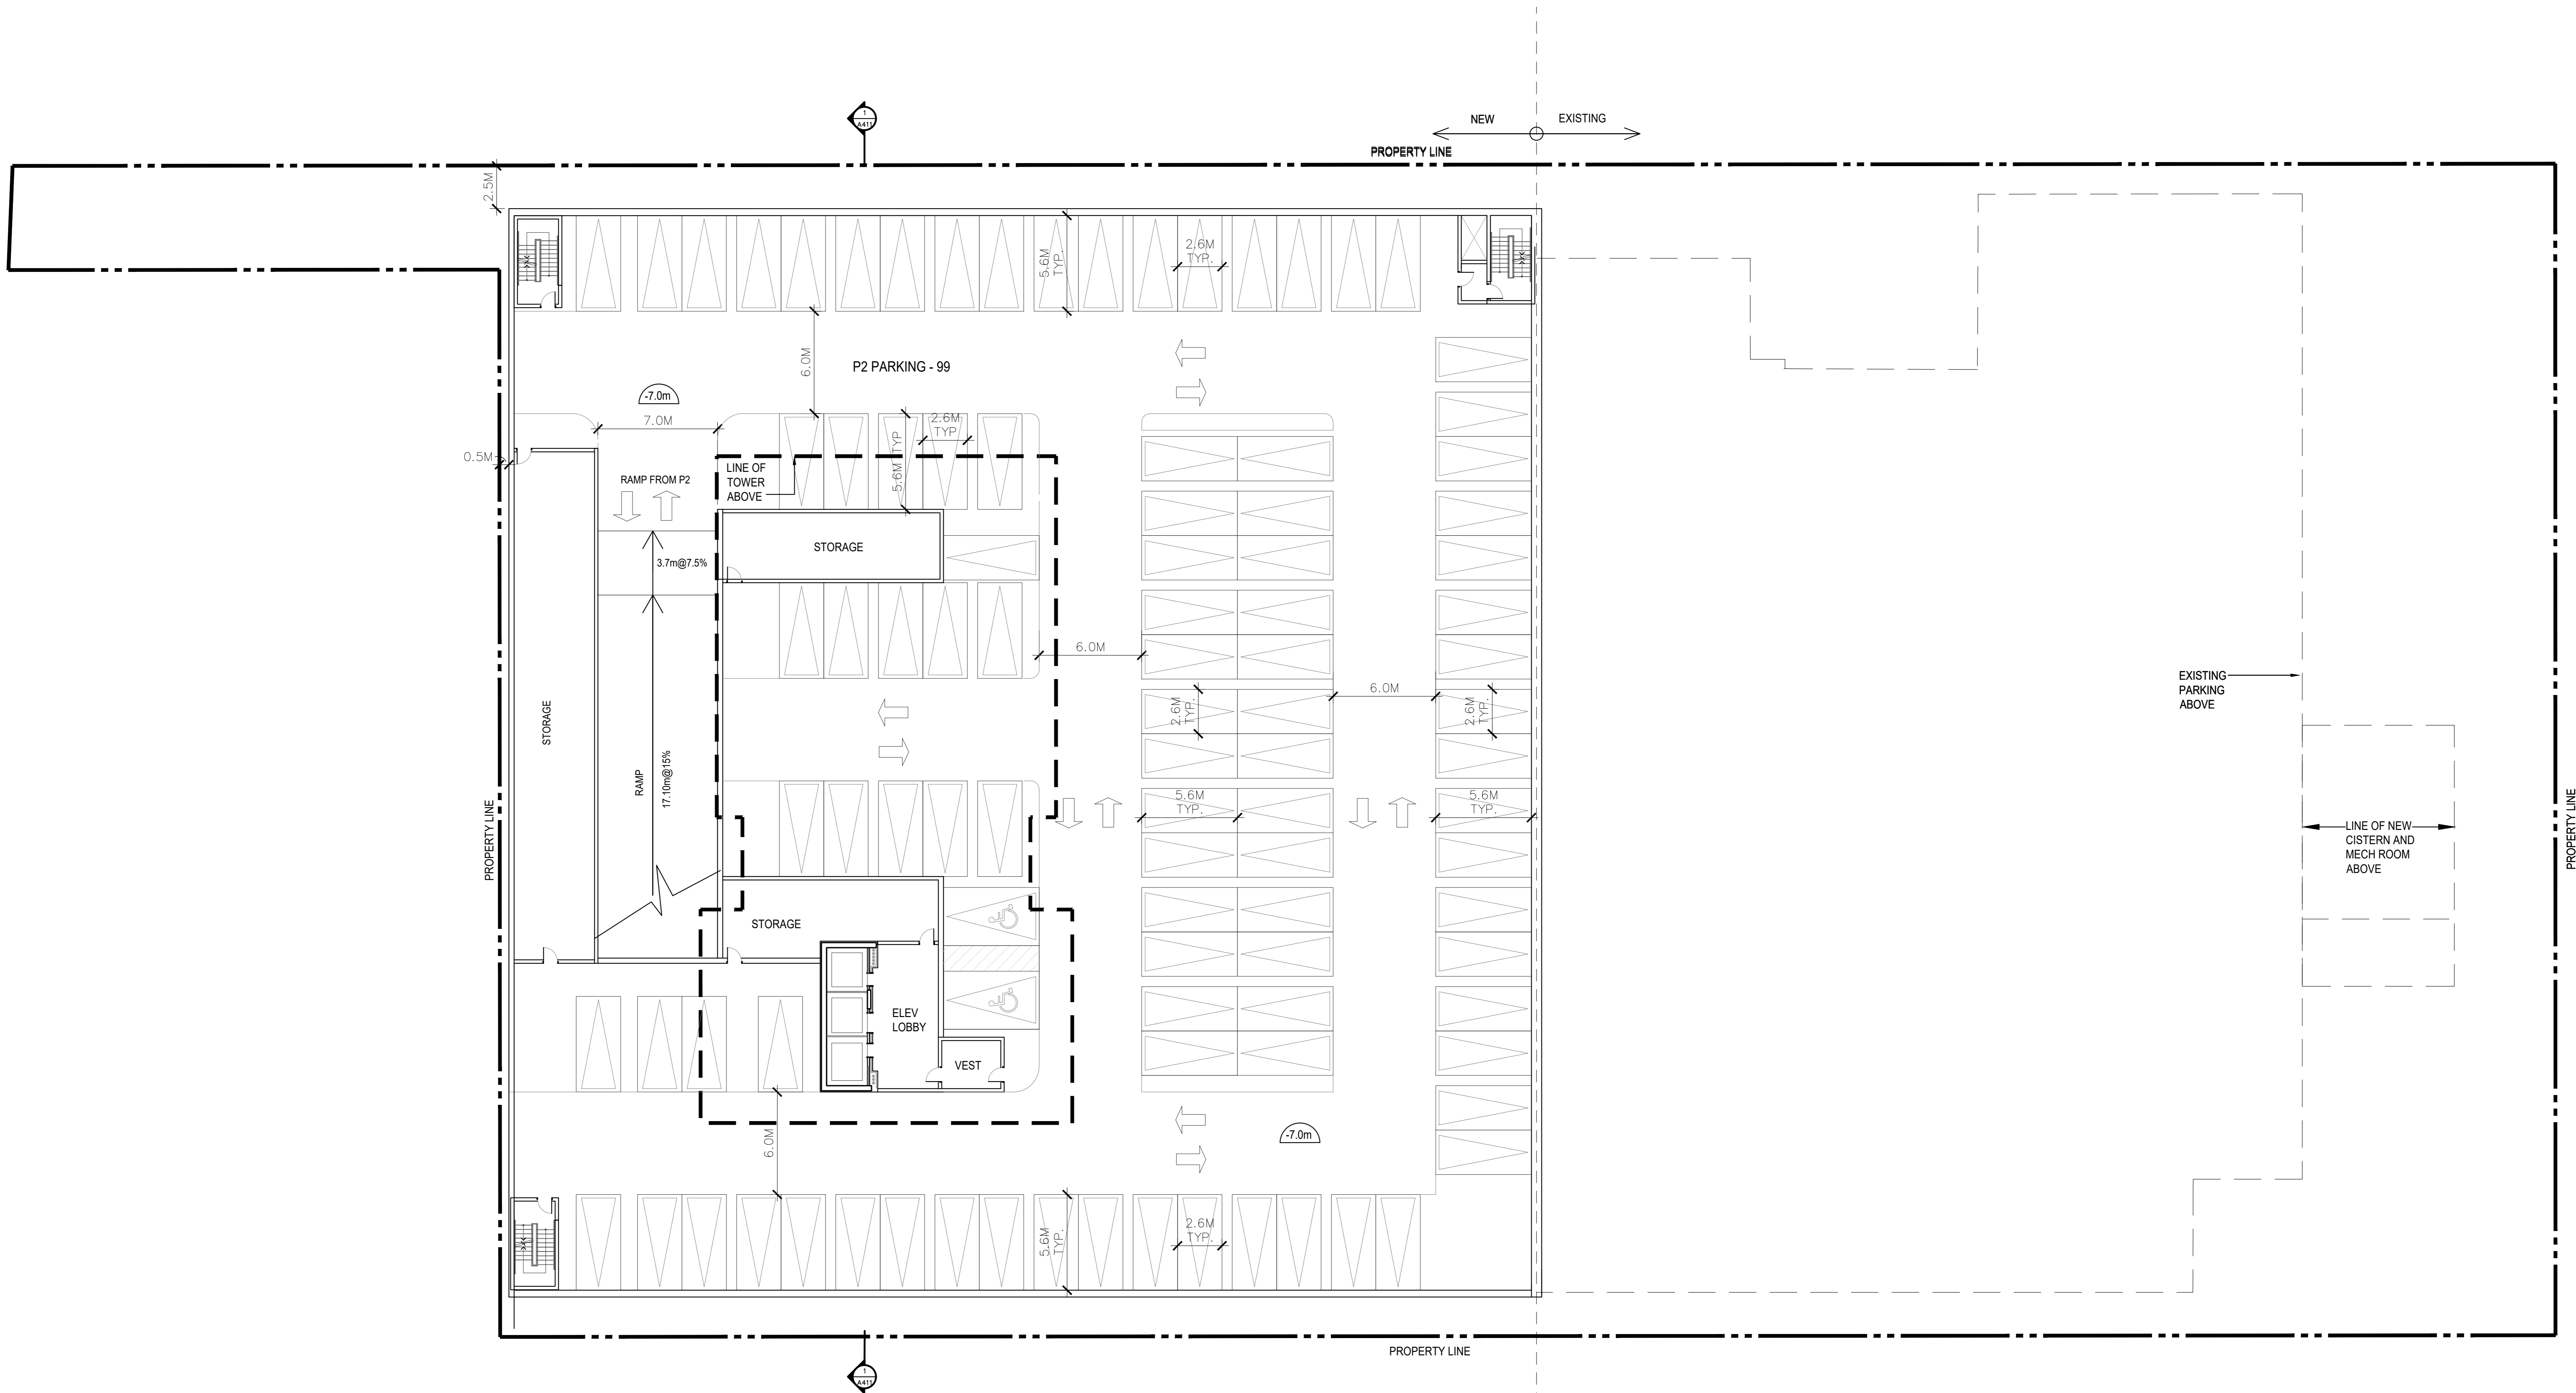 1
A411
NEW
EXISTING
PROPERTY LINE
2.5M
5.6M
TYP.
2.6M
TYP.
6.0M
P2 PARKING - 99
-7.0m
7.0M
2.6M
TYP
5.6M TYP
0.5M
LINE OF
TOWER
ABOVE
RAMP FROM P2
STORAGE
3.7m@7.5%
6.0M
6.0M
EXISTING
PARKING
ABOVE
2.6M
TYP.
2.6M
TYP.
STORAGE
RAMP
17.10m@15%
5.6M
TYP.
5.6M
TYP.
PROPERTY LINE
PROPERTY LINE
LINE OF NEW
CISTERN AND
MECH ROOM
ABOVE
STORAGE
ELEV
LOBBY
VEST
6.0M
-7.0m
5.6M
TYP.
2.6M
TYP.
PROPERTY LINE
1
A411